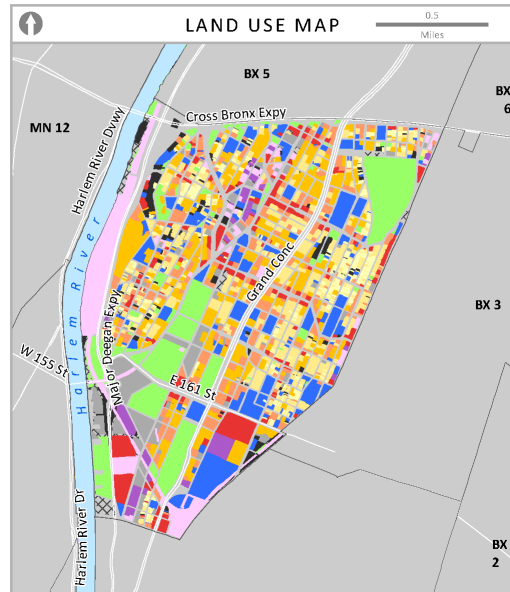 LAND USE MAP
0.5
Miles
BX 5
BX
6
Cross Bronx Expy
MN 12
Harlem River Dvwy
Harlem River
Grand Conc
BX 3
Major Deegan Expy
W 155 St
E 161 St
Harlem River Dr
BX
2